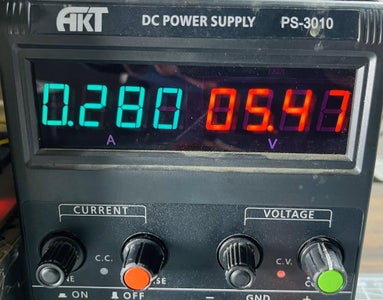 AKT DC POWER SUPPLY PS-3010
0.280 05.47
A V
CURRENT VOLTAGE
C.C. C.V.
ON OFF − GND +